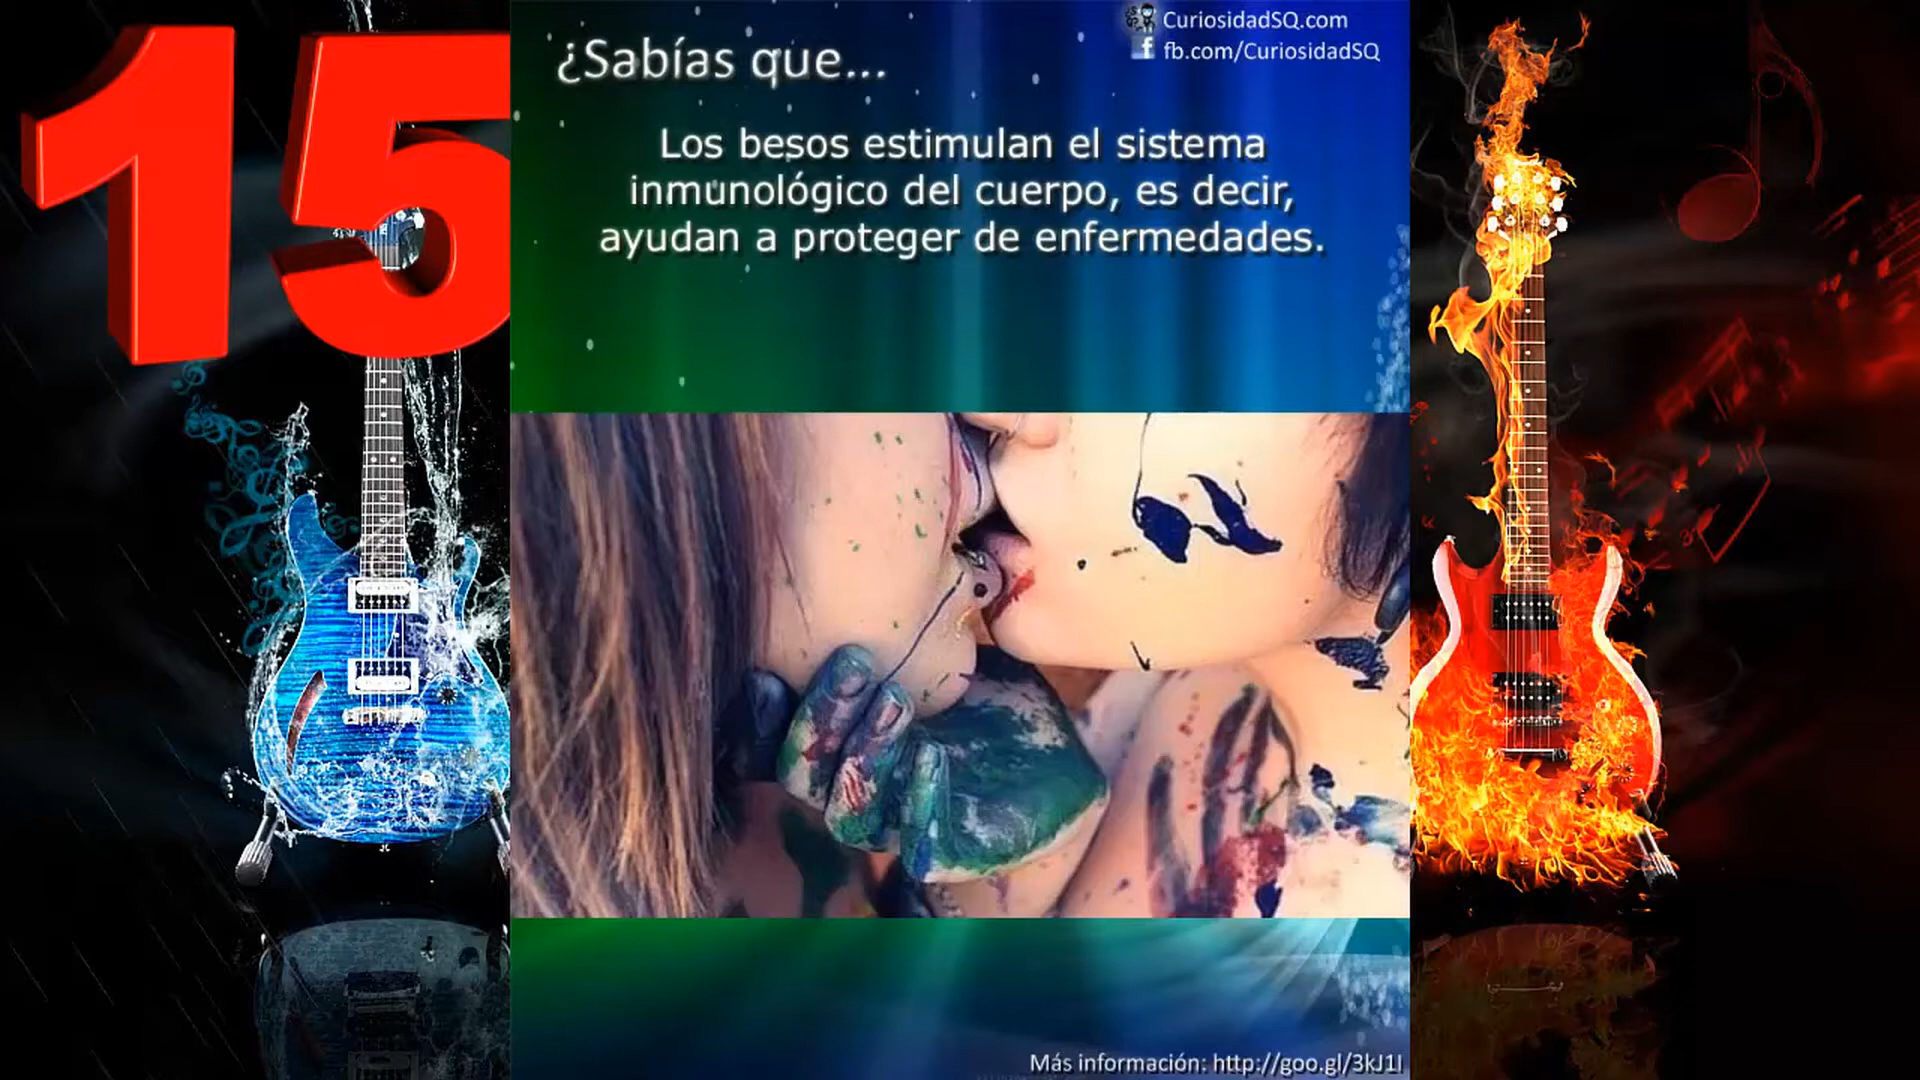 15
CuriosidadSQ.com
fb.com/CuriosidadSQ
¿Sabías que...
Los besos estimulan el sistema
inmunológico del cuerpo, es decir,
ayudan a proteger de enfermedades.
Más información: http://goo.gl/3kJ1I